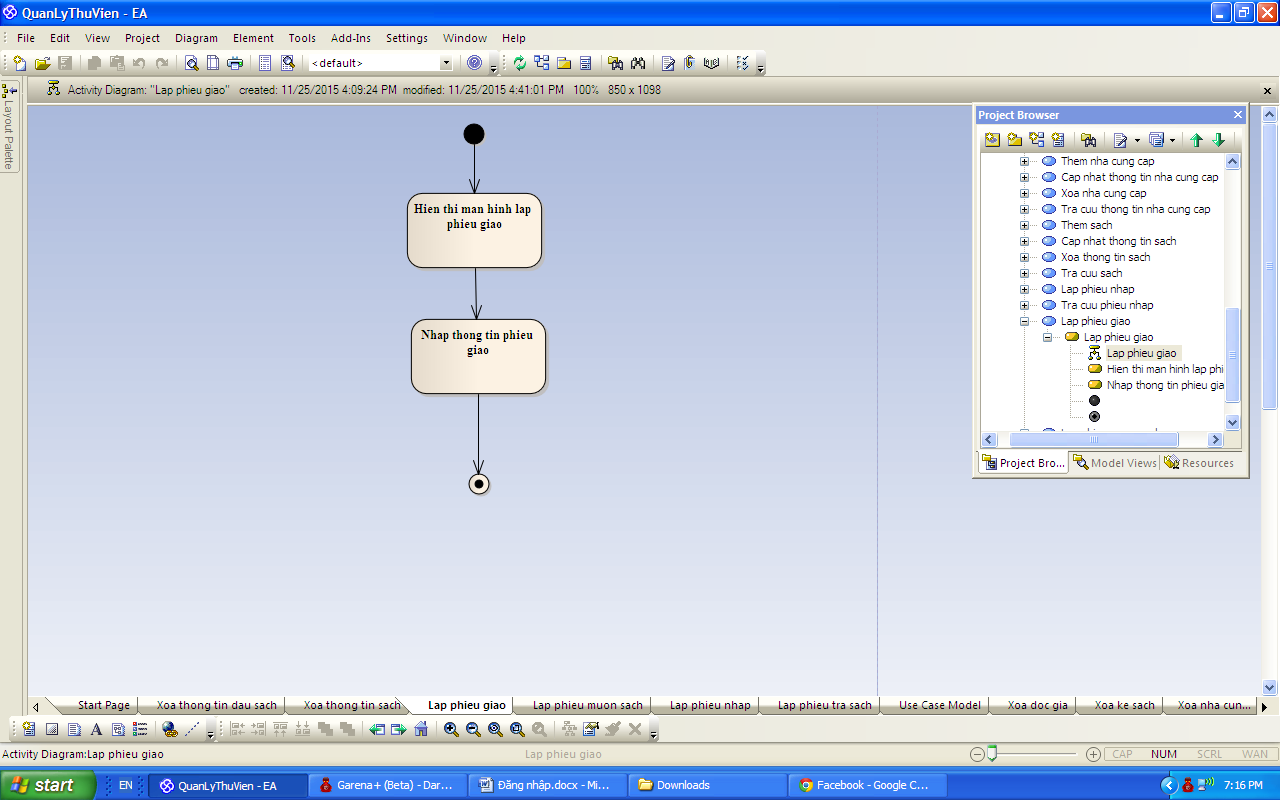 QuanLyThuVien - EA
File Edit View Project Diagram Element Tools Add-Ins Settings Window Help
<default>
Activity Diagram: "Lap phieu giao" created: 11/25/2015 4:09:24 PM modified: 11/25/2015 4:41:01 PM 100% 850 x 1098
Layout Palette
Hien thi man hinh lap
phieu giao
Nhap thong tin phieu
giao
Project Browser
Them nha cung cap
Cap nhat thong tin nha cung cap
Xoa nha cung cap
Tra cuu thong tin nha cung cap
Them sach
Cap nhat thong tin sach
Xoa thong tin sach
Tra cuu sach
Lap phieu nhap
Tra cuu phieu nhap
Lap phieu giao
Lap phieu giao
Lap phieu giao
Hien thi man hinh lap phi
Nhap thong tin phieu gia
Project Bro... Model Views Resources
Start Page Xoa thong tin dau sach Xoa thong tin sach Lap phieu giao Lap phieu muon sach Lap phieu nhap Lap phieu tra sach Use Case Model Xoa doc gia Xoa ke sach Xoa nha cun...
A
Activity Diagram:Lap phieu giao Lap phieu giao CAP NUM SCRL WAN
start EN QuanLyThuVien - EA Garena+ (Beta) - Dar... Đăng nhập.docx - Mi... Downloads Facebook - Google C... 7:16 PM